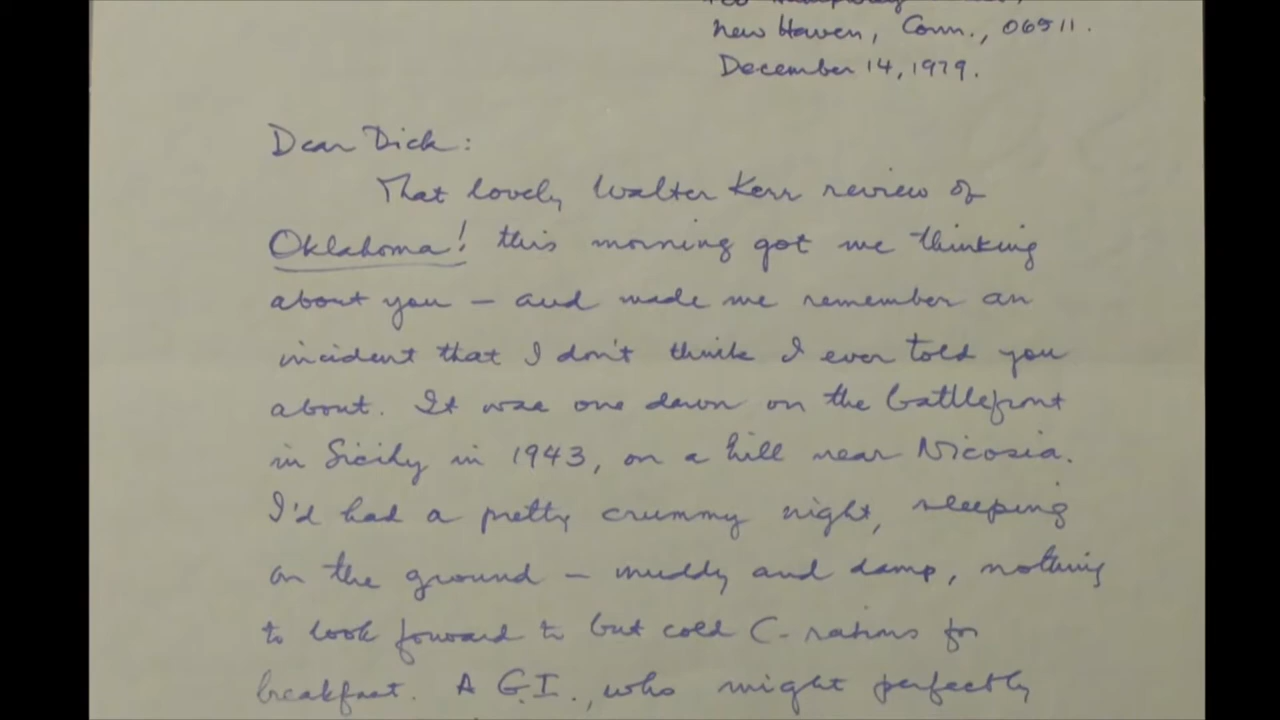 New Haven, Conn., 06511.
December 14, 1979.
Dear Dick:
That lovely Walter Kerr review of
Oklahoma! this morning got me thinking
about you – and made me remember an
incident that I don't think I ever told you
about. It was one dawn on the battlefront
in Sicily in 1943, on a hill near Nicosia.
I'd had a pretty crummy night, sleeping
on the ground – muddy and damp, nothing
to look forward to but cold C-rations for
breakfast. A G.I., who might perfectly